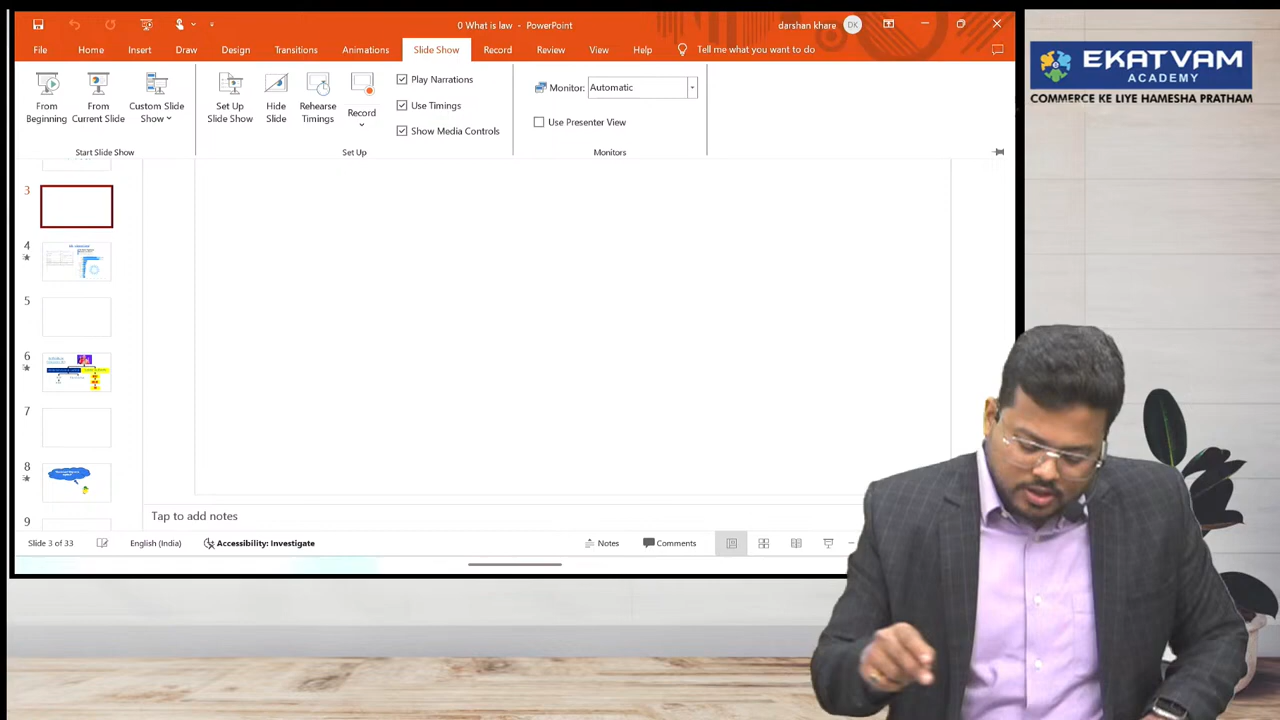 0 What is law - PowerPoint
darshan khare
DK
File
Home
Insert
Draw
Design
Transitions
Animations
Slide Show
Record
Review
View
Help
Tell me what you want to do
From Beginning
From Current Slide
Custom Slide Show
Set Up Slide Show
Hide Slide
Rehearse Timings
Record
Play Narrations
Use Timings
Show Media Controls
Monitor:
Automatic
Use Presenter View
Start Slide Show
Set Up
Monitors
3
4
5
6
7
8
9
Tap to add notes
Slide 3 of 33
English (India)
Accessibility: Investigate
Notes
Comments
EKATVAM
ACADEMY
COMMERCE KE LIYE HAMESHA PRATHAM